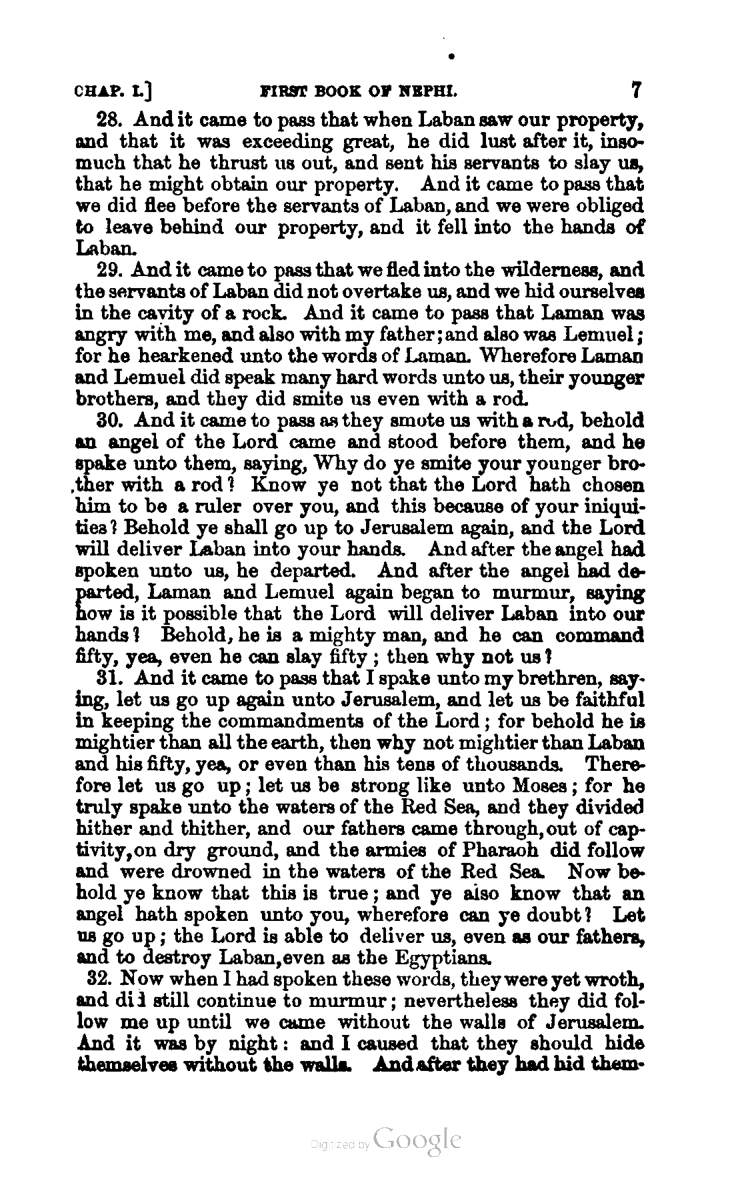 CHAP. I.] FIRST BOOK OF NEPHI. 7
28. And it came to pass that when Laban saw our property,
and that it was exceeding great, he did lust after it, inso-
much that he thrust us out, and sent his servants to slay us,
that he might obtain our property. And it came to pass that
we did flee before the servants of Laban, and we were obliged
to leave behind our property, and it fell into the hands of
Laban.
29. And it came to pass that we fled into the wilderness, and
the servants of Laban did not overtake us, and we hid ourselves
in the cavity of a rock. And it came to pass that Laman was
angry with me, and also with my father; and also was Lemuel;
for he hearkened unto the words of Laman. Wherefore Laman
and Lemuel did speak many hard words unto us, their younger
brothers, and they did smite us even with a rod.
30. And it came to pass as they smote us with a rod, behold
an angel of the Lord came and stood before them, and he
spake unto them, saying, Why do ye smite your younger bro-
ther with a rod? Know ye not that the Lord hath chosen
him to be a ruler over you, and this because of your iniqui-
ties? Behold ye shall go up to Jerusalem again, and the Lord
will deliver Laban into your hands. And after the angel had
spoken unto us, he departed. And after the angel had de-
parted, Laman and Lemuel again began to murmur, saying
how is it possible that the Lord will deliver Laban into our
hands? Behold, he is a mighty man, and he can command
fifty, yea, even he can slay fifty; then why not us?
31. And it came to pass that I spake unto my brethren, say-
ing, let us go up again unto Jerusalem, and let us be faithful
in keeping the commandments of the Lord; for behold he is
mightier than all the earth, then why not mightier than Laban
and his fifty, yea, or even than his tens of thousands. There-
fore let us go up; let us be strong like unto Moses; for he
truly spake unto the waters of the Red Sea, and they divided
hither and thither, and our fathers came through, out of cap-
tivity, on dry ground, and the armies of Pharaoh did follow
and were drowned in the waters of the Red Sea. Now be-
hold ye know that this is true; and ye also know that an
angel hath spoken unto you, wherefore can ye doubt? Let
us go up; the Lord is able to deliver us, even as our fathers,
and to destroy Laban, even as the Egyptians.
32. Now when I had spoken these words, they were yet wroth,
and did still continue to murmur; nevertheless they did fol-
low me up until we came without the walls of Jerusalem.
And it was by night: and I caused that they should hide
themselves without the walls. And after they had hid them-
Digitized by Google